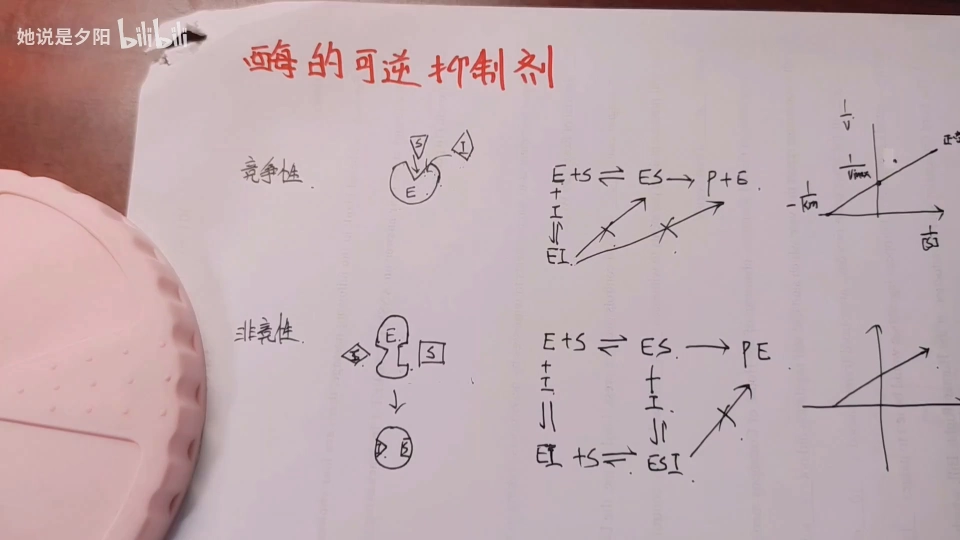 她说是夕阳 bilibili
酶的可逆抑制剂
竞争性.
S I
E
E+S ⇌ ES → P+E.
+
I
⇌
EI.
1/V
1/Vmax
-1/Km
1/[S]
非竞性.
E.
I S
I S
E+S ⇌ ES. → PE
+ +
I I.
EI +S ⇌ ESI.